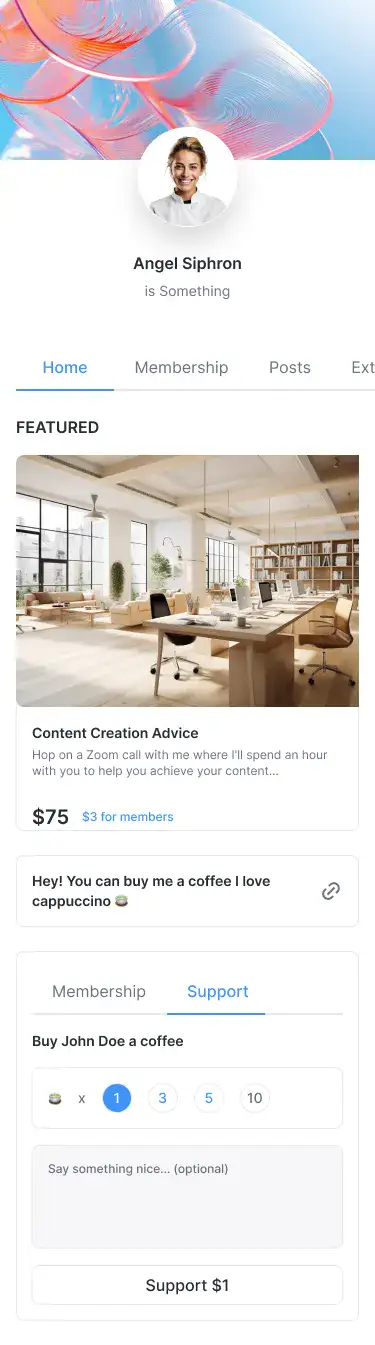 Angel Siphron
is Something
Home Membership Posts Ext
FEATURED
Content Creation Advice
Hop on a Zoom call with me where I'll spend an hour
with you to help you achieve your content...
$75 $3 for members
Hey! You can buy me a coffee I love
cappuccino
Membership Support
Buy John Doe a coffee
x 1 3 5 10
Say something nice... (optional)
Support $1